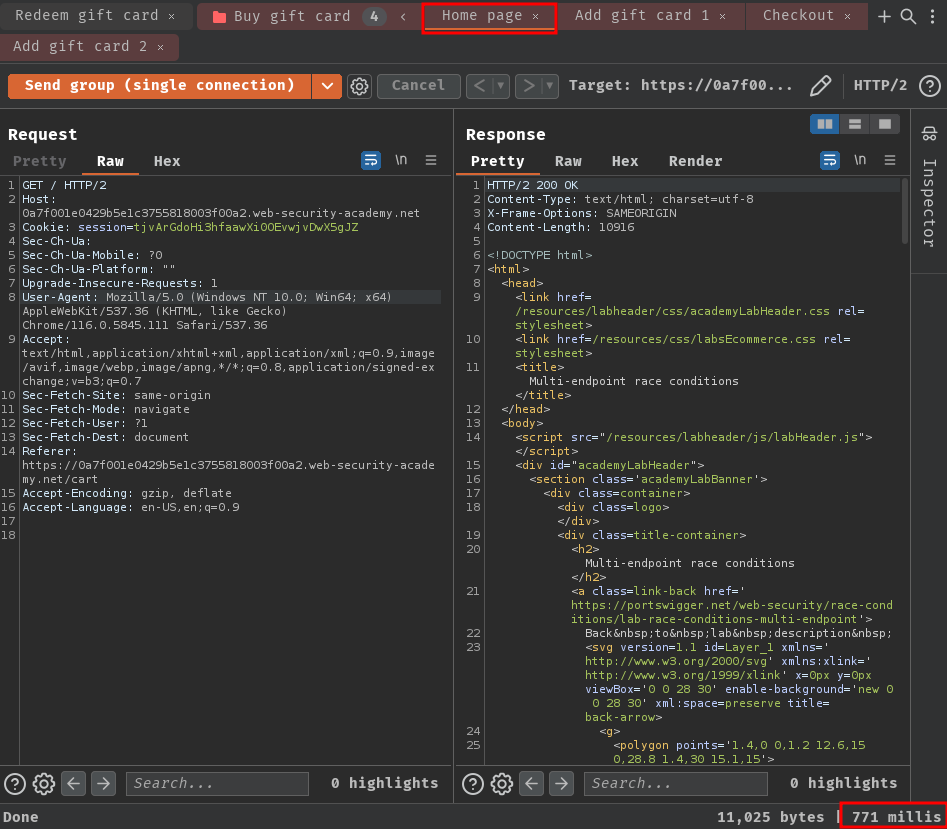 Redeem gift card ×
Buy gift card 4 <
Home page ×
Add gift card 1 ×
Checkout ×
Add gift card 2 ×
Send group (single connection)
Cancel
Target: https://0a7f00...
HTTP/2
Request
Pretty Raw Hex
\n
1 GET / HTTP/2
2 Host:
0a7f001e0429b5e1c3755818003f00a2.web-security-academy.net
3 Cookie: session=tjvArGdoHi3hfaawXiOOEvwjvDwX5gJZ
4 Sec-Ch-Ua:
5 Sec-Ch-Ua-Mobile: ?0
6 Sec-Ch-Ua-Platform: ""
7 Upgrade-Insecure-Requests: 1
8 User-Agent: Mozilla/5.0 (Windows NT 10.0; Win64; x64)
AppleWebKit/537.36 (KHTML, like Gecko)
Chrome/116.0.5845.111 Safari/537.36
9 Accept:
text/html,application/xhtml+xml,application/xml;q=0.9,image
/avif,image/webp,image/apng,*/*;q=0.8,application/signed-ex
change;v=b3;q=0.7
10 Sec-Fetch-Site: same-origin
11 Sec-Fetch-Mode: navigate
12 Sec-Fetch-User: ?1
13 Sec-Fetch-Dest: document
14 Referer:
https://0a7f001e0429b5e1c3755818003f00a2.web-security-acade
my.net/cart
15 Accept-Encoding: gzip, deflate
16 Accept-Language: en-US,en;q=0.9
17
18
Search...
0 highlights
Response
Pretty Raw Hex Render
\n
1 HTTP/2 200 OK
2 Content-Type: text/html; charset=utf-8
3 X-Frame-Options: SAMEORIGIN
4 Content-Length: 10916
5
6 <!DOCTYPE html>
7 <html>
8 <head>
9 <link href=
/resources/labheader/css/academyLabHeader.css rel=
stylesheet>
10 <link href=/resources/css/labsEcommerce.css rel=
stylesheet>
11 <title>
Multi-endpoint race conditions
</title>
12 </head>
13 <body>
14 <script src="/resources/labheader/js/labHeader.js">
</script>
15 <div id="academyLabHeader">
16 <section class='academyLabBanner'>
17 <div class=container>
18 <div class=logo>
</div>
19 <div class=title-container>
20 <h2>
Multi-endpoint race conditions
</h2>
21 <a class=link-back href='
https://portswigger.net/web-security/race-cond
itions/lab-race-conditions-multi-endpoint'>
22 Back&nbsp;to&nbsp;lab&nbsp;description&nbsp;
23 <svg version=1.1 id=Layer_1 xmlns='
http://www.w3.org/2000/svg' xmlns:xlink='
http://www.w3.org/1999/xlink' x=0px y=0px
viewBox='0 0 28 30' enable-background='new 0
0 28 30' xml:space=preserve title=
back-arrow>
24 <g>
25 <polygon points='1.4,0 0,1.2 12.6,15
0,28.8 1.4,30 15.1,15'>
Search...
0 highlights
Inspector
Done
11,025 bytes | 771 millis